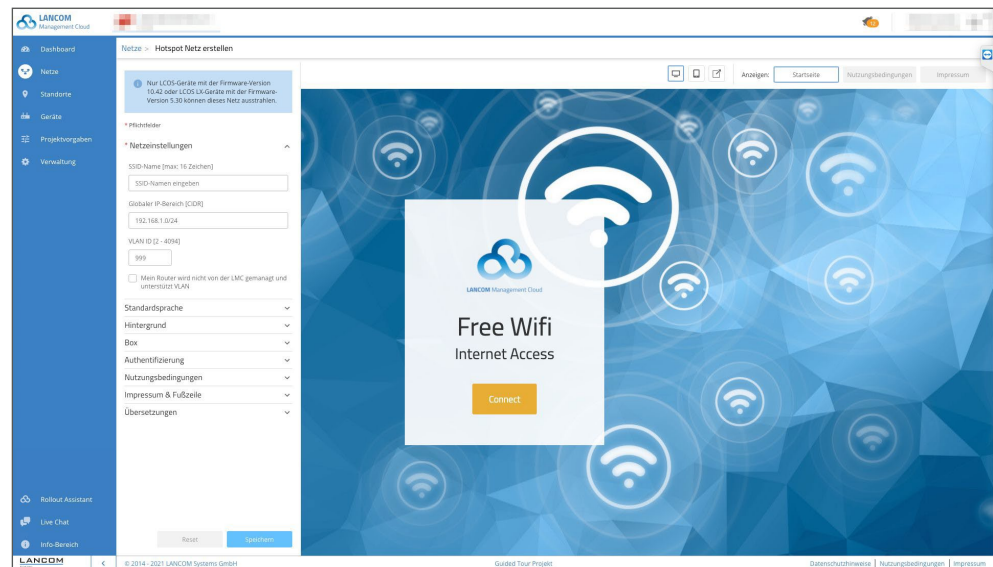 LANCOM
Management Cloud
12
Dashboard
Netze
Standorte
Geräte
Projektvorgaben
Verwaltung
Rollout Assistant
Live Chat
Info-Bereich
LANCOM
Netze > Hotspot Netz erstellen
Nur LCOS-Geräte mit der Firmware-Version
10.42 oder LCOS LX-Geräte mit der Firmware-
Version 5.30 können dieses Netz ausstrahlen.
* Pflichtfelder
* Netzeinstellungen
SSID-Name [max: 16 Zeichen]
SSID-Namen eingeben
Globaler IP-Bereich [CIDR]
192.168.1.0/24
VLAN ID [2 - 4094]
999
Mein Router wird nicht von der LMC gemanagt und
unterstützt VLAN
Standardsprache
Hintergrund
Box
Authentifizierung
Nutzungsbedingungen
Impressum & Fußzeile
Übersetzungen
Reset Speichern
Anzeigen: Startseite Nutzungsbedingungen Impressum
LANCOM Management Cloud
Free Wifi
Internet Access
Connect
© 2014 - 2021 LANCOM Systems GmbH Guided Tour Projekt Datenschutzhinweise | Nutzungsbedingungen | Impressum